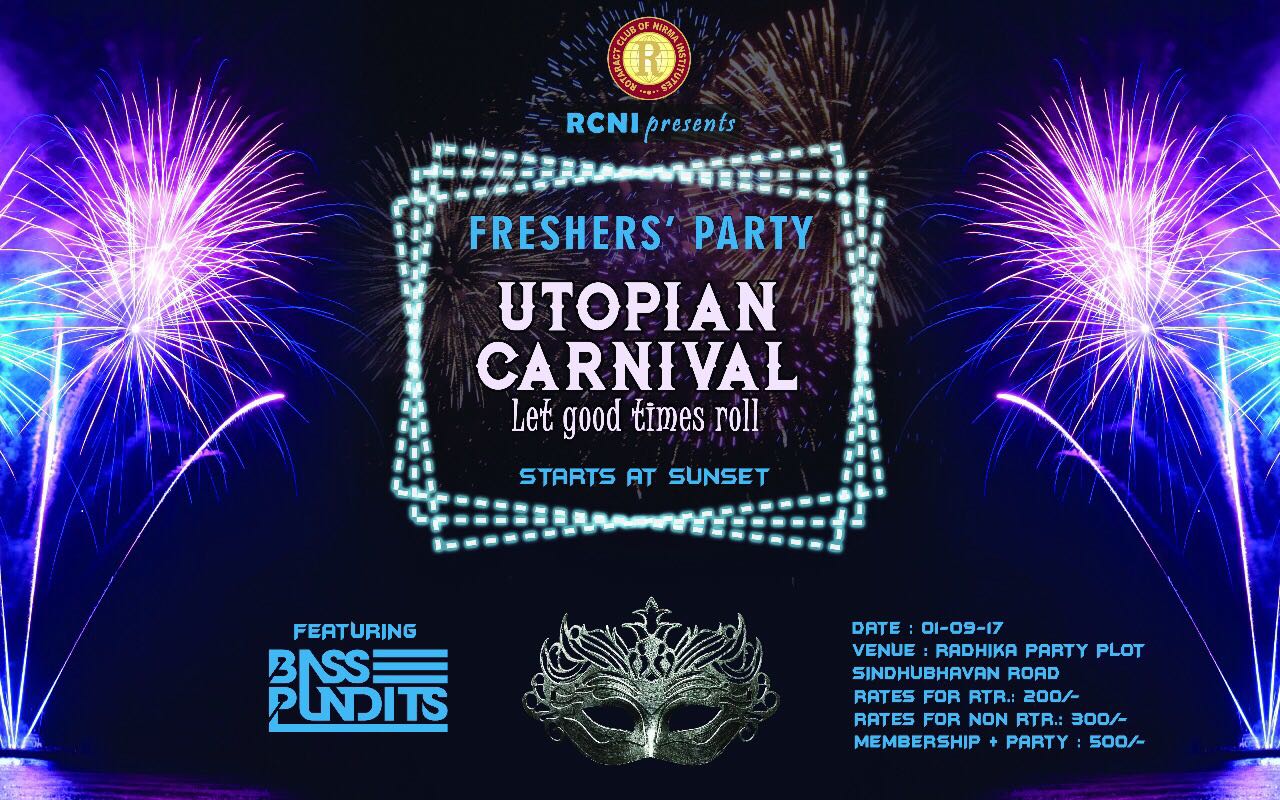 ROTARACT CLUB OF NIRMA INSTITUTES
R
RCNI presents
FRESHERS' PARTY
UTOPIAN
CARNIVAL
Let good times roll
STARTS AT SUNSET
FEATURING
BASS
PUNDITS
DATE : 01-09-17
VENUE : RADHIKA PARTY PLOT
SINDHUBHAVAN ROAD
RATES FOR RTR.: 200/-
RATES FOR NON RTR.: 300/-
MEMBERSHIP + PARTY : 500/-